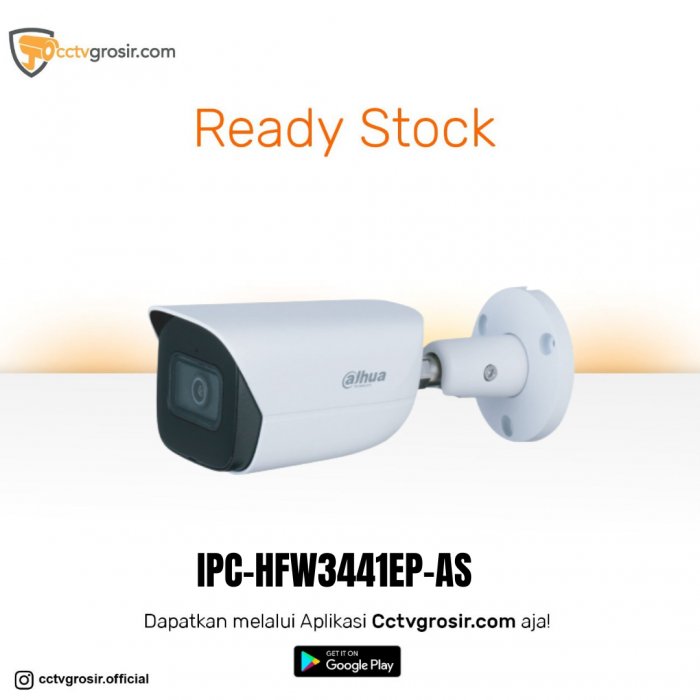 cctvgrosir.com
Ready Stock
alhua
IPC-HFW3441EP-AS
Dapatkan melalui Aplikasi Cctvgrosir.com aja!
GET IT ON
Google Play
cctvgrosir.official